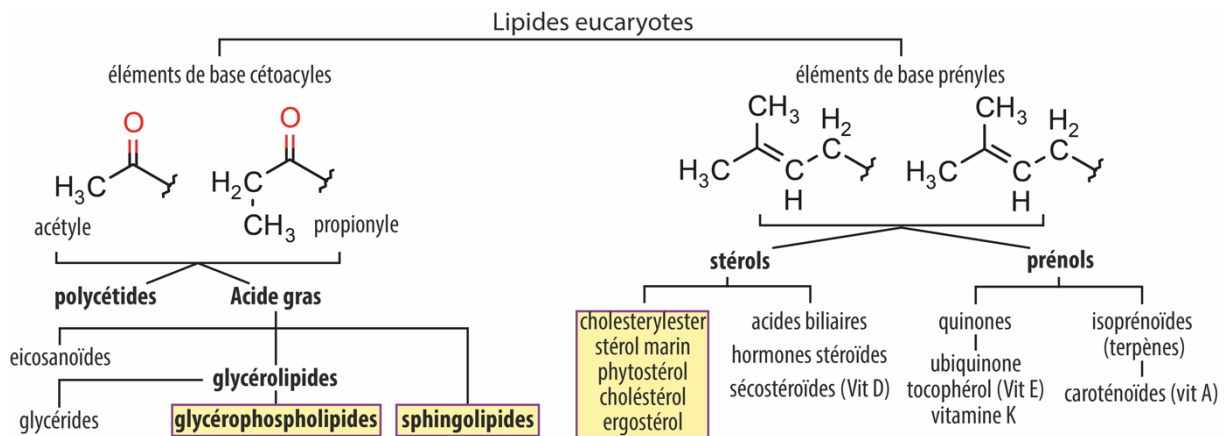 Lipides eucaryotes
éléments de base cétoacyles
éléments de base prényles
O
H3C
acétyle
O
H2C
CH3
propionyle
CH3
H3C
C
H
H2
C
CH3
H3C
C
H
H2
C
polycétides
Acide gras
stérols
prénols
eicosanoïdes
glycérolipides
glycérides
glycérophospholipides
sphingolipides
cholesterylester
stérol marin
phytostérol
choléstérol
ergostérol
acides biliaires
hormones stéroïdes
sécostéroïdes (Vit D)
quinones
ubiquinone
tocophérol (Vit E)
vitamine K
isoprénoïdes
(terpènes)
caroténoïdes (vit A)